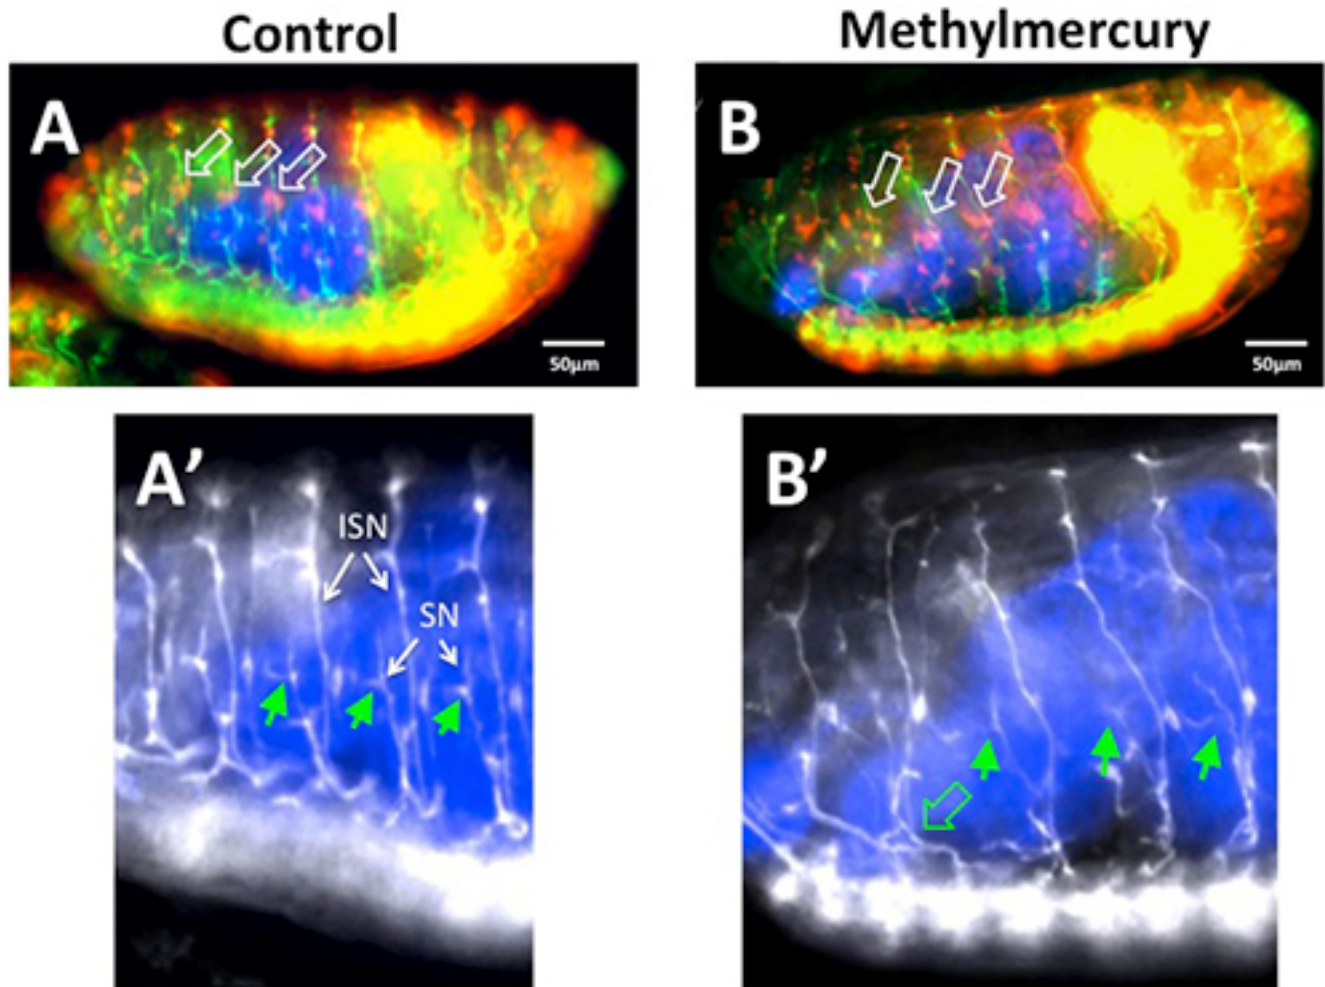 Control
Methylmercury
A
B
50μm
50μm
A’
B’
ISN
SN